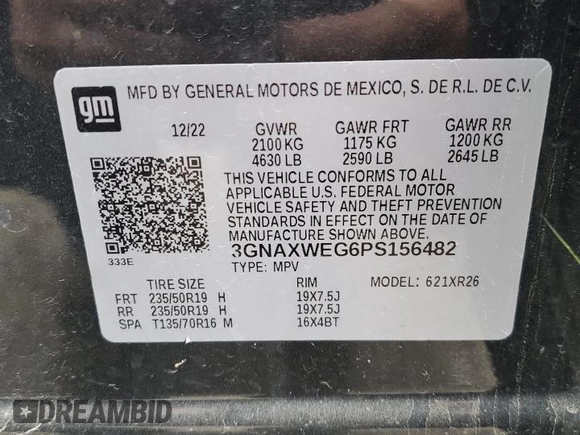 gm
MFD BY GENERAL MOTORS DE MEXICO, S. DE R.L. DE C.V.
12/22 GVWR GAWR FRT GAWR RR
2100 KG 1175 KG 1200 KG
4630 LB 2590 LB 2645 LB
THIS VEHICLE CONFORMS TO ALL
APPLICABLE U.S. FEDERAL MOTOR
VEHICLE SAFETY AND THEFT PREVENTION
STANDARDS IN EFFECT ON THE DATE OF
MANUFACTURE SHOWN ABOVE.
333E
3GNAXWEG6PS156482
TYPE: MPV MODEL: 621XR26
TIRE SIZE RIM
FRT 235/50R19 H 19X7.5J
RR 235/50R19 H 19X7.5J
SPA T135/70R16 M 16X4BT
DREAMBID